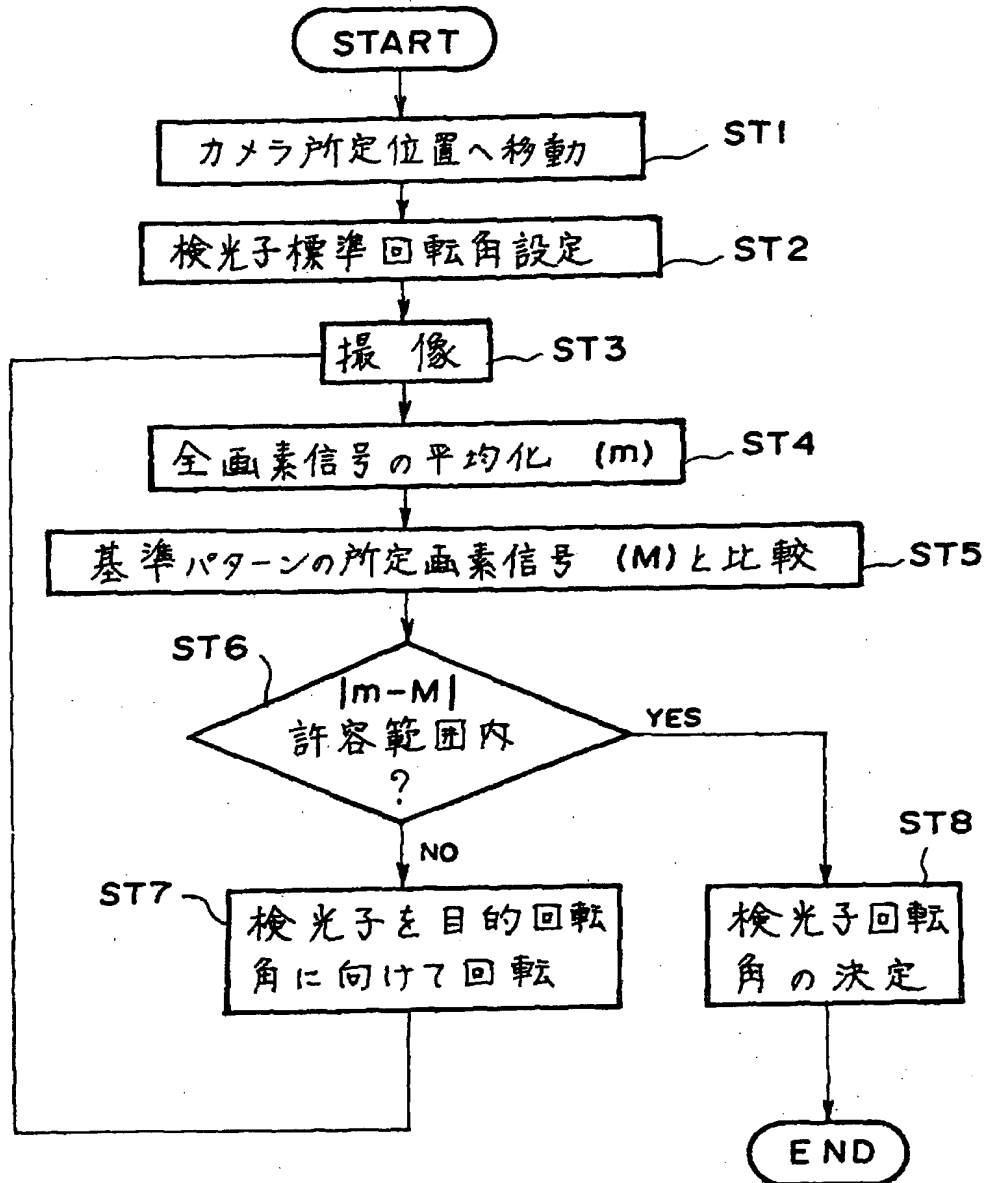 START
カメラ所定位置へ移動
ST1
検光子標準回転角設定
ST2
撮 像
ST3
全画素信号の平均化 (m)
ST4
基準パターンの所定画素信号 (M)と比較
ST5
ST6
|m-M|
許容範囲内
?
YES
NO
ST7
検光子を目的回転
角に向けて回転
ST8
検光子回転
角の決定
END